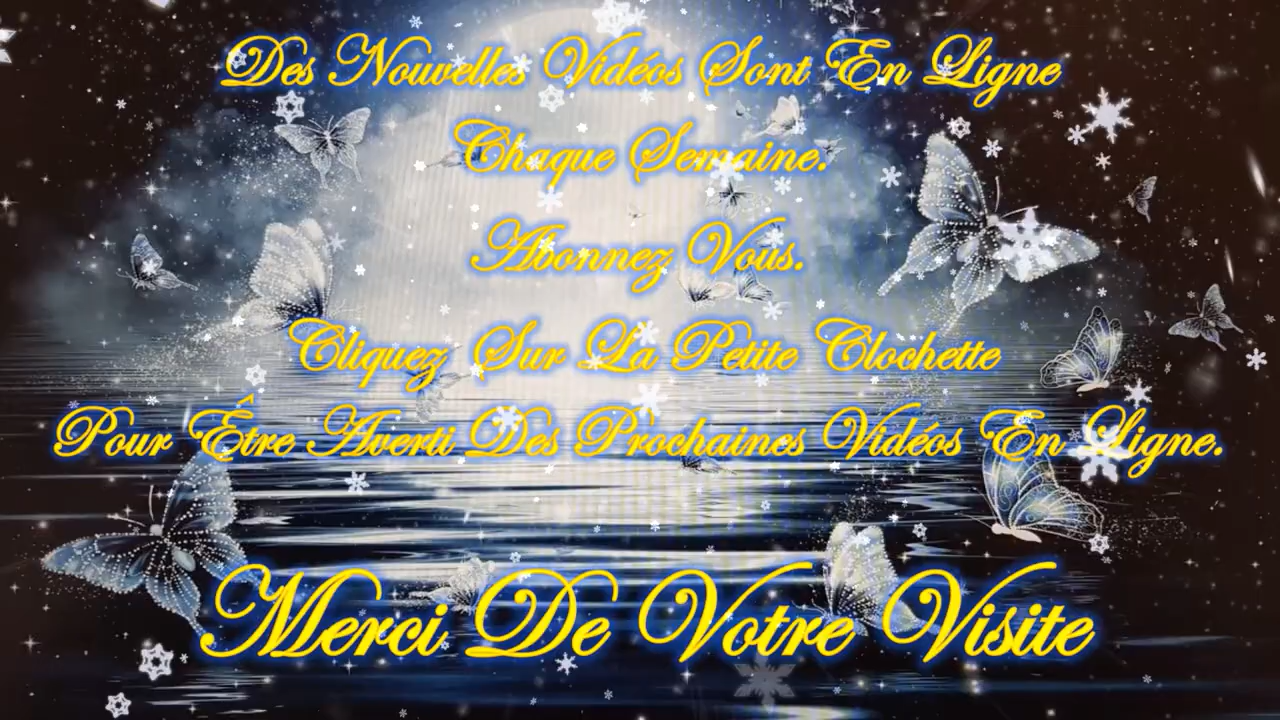 Des Nouvelles Vidéos Sont En Ligne
Chaque Semaine.
Abonnez Vous.
Cliquez Sur La Petite Clochette
Pour Être Averti Des Prochaines Vidéos En Ligne.
Merci De Votre Visite